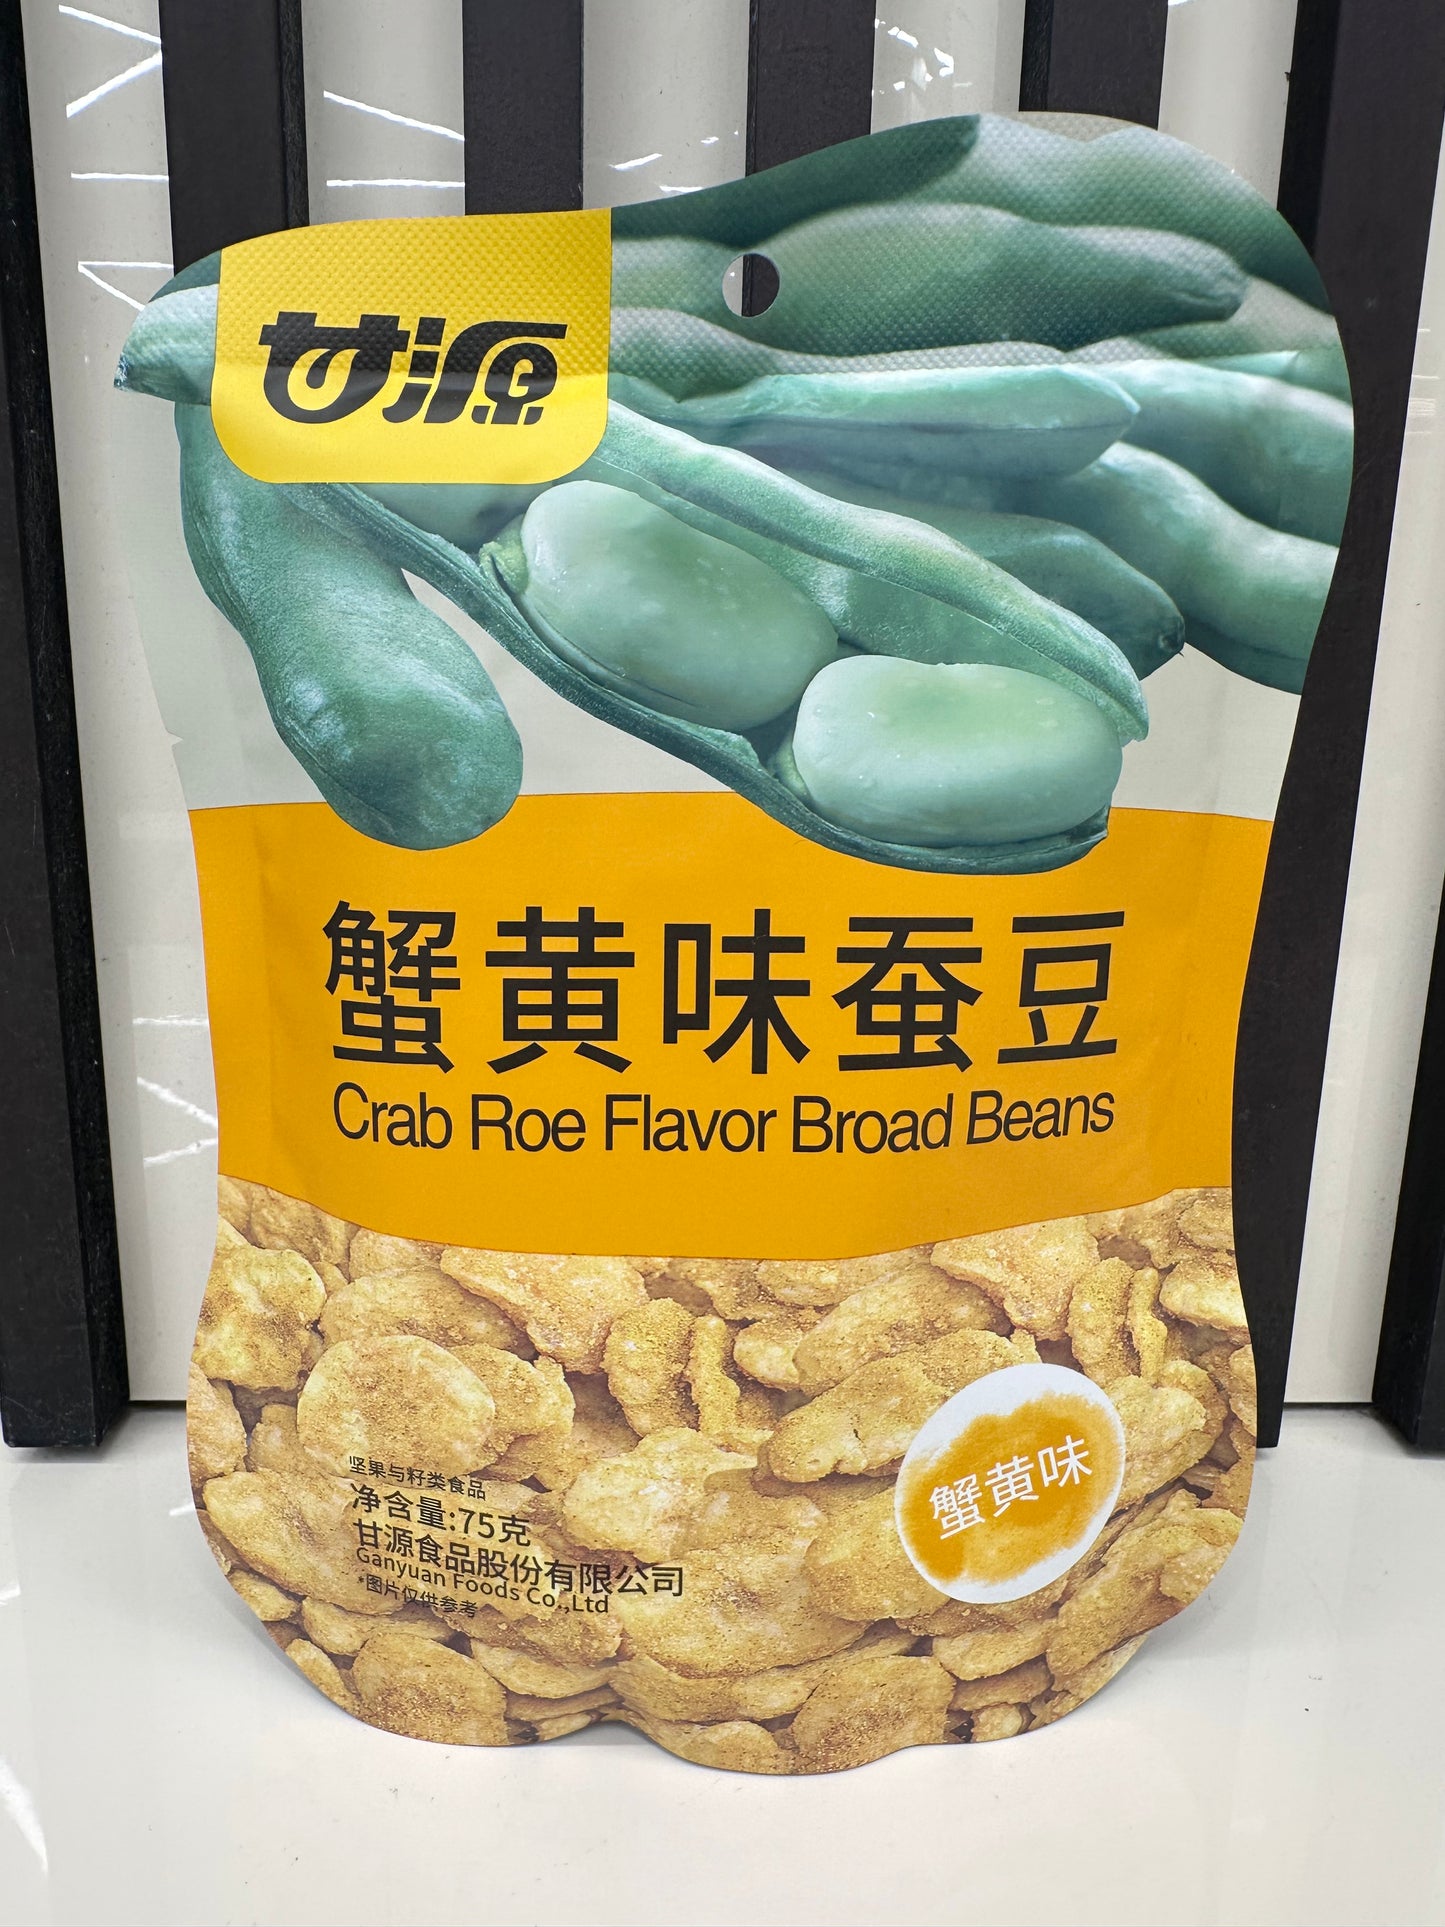 甘源
蟹黄味蚕豆
Crab Roe Flavor Broad Beans
蟹黄味
坚果与籽类食品
净含量:75克
甘源食品股份有限公司
Ganyuan Foods Co.,Ltd
*图片仅供参考